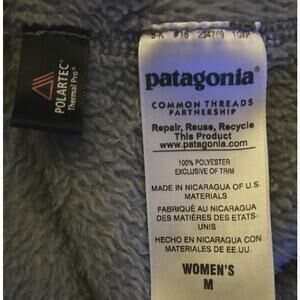 POLARTEC®
Thermal Pro®
patagonia®
COMMON THREADS
PARTNERSHIP
Repair, Reuse, Recycle
This Product
www.patagonia.com
100% POLYESTER
EXCLUSIVE OF TRIM
MADE IN NICARAGUA OF U.S.
MATERIALS
FABRIQUÉ AU NICARAGUA
DES MATIÈRES DES ETATS-
UNIS
HECHO EN NICARAGUA CON
MATERIALES DE EE.UU.
WOMEN'S
M